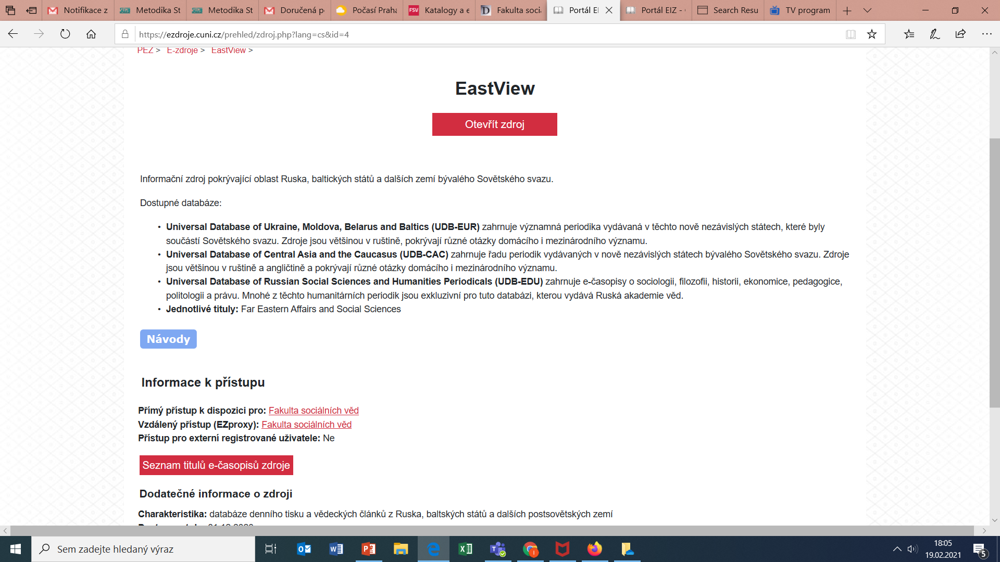 Notifikace z
Metodika St
Metodika St
Doručená p
Počasí Praha
FSV Katalogy a e
D Fakulta soci
Portál EI
Portál EIZ -
Search Resu
TV program
https://ezdroje.cuni.cz/prehled/zdroj.php?lang=cs&id=4
PEZ > E-zdroje > EastView >
EastView
Otevřít zdroj
Informační zdroj pokrývající oblast Ruska, baltických států a dalších zemí bývalého Sovětského svazu.
Dostupné databáze:
• Universal Database of Ukraine, Moldova, Belarus and Baltics (UDB-EUR) zahrnuje významná periodika vydávaná v těchto nově nezávislých státech, které byly
součástí Sovětského svazu. Zdroje jsou většinou v ruštině, pokrývají různé otázky domácího i mezinárodního významu.
• Universal Database of Central Asia and the Caucasus (UDB-CAC) zahrnuje řadu periodik vydávaných v nově nezávislých státech bývalého Sovětského svazu. Zdroje
jsou většinou v ruštině a angličtině a pokrývají různé otázky domácího i mezinárodního významu.
• Universal Database of Russian Social Sciences and Humanities Periodicals (UDB-EDU) zahrnuje e-časopisy o sociologii, filozofii, historii, ekonomice, pedagogice,
politologii a právu. Mnohé z těchto humanitárních periodik jsou exkluzivní pro tuto databázi, kterou vydává Ruská akademie věd.
• Jednotlivé tituly: Far Eastern Affairs and Social Sciences
Návody
Informace k přístupu
Přímý přístup k dispozici pro: Fakulta sociálních věd
Vzdálený přístup (EZproxy): Fakulta sociálních věd
Přístup pro externí registrované uživatele: Ne
Seznam titulů e-časopisů zdroje
Dodatečné informace o zdroji
Charakteristika: databáze denního tisku a vědeckých článků z Ruska, baltských států a dalších postsovětských zemí
Sem zadejte hledaný výraz
18:05
19.02.2021
5